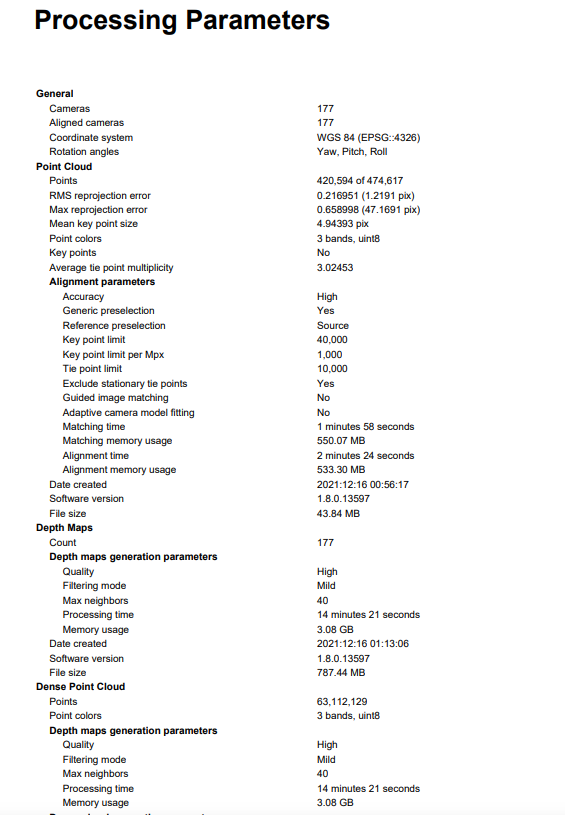 Processing Parameters
General
Cameras 177
Aligned cameras 177
Coordinate system WGS 84 (EPSG::4326)
Rotation angles Yaw, Pitch, Roll
Point Cloud
Points 420,594 of 474,617
RMS reprojection error 0.216951 (1.2191 pix)
Max reprojection error 0.658998 (47.1691 pix)
Mean key point size 4.94393 pix
Point colors 3 bands, uint8
Key points No
Average tie point multiplicity 3.02453
Alignment parameters
Accuracy High
Generic preselection Yes
Reference preselection Source
Key point limit 40,000
Key point limit per Mpx 1,000
Tie point limit 10,000
Exclude stationary tie points Yes
Guided image matching No
Adaptive camera model fitting No
Matching time 1 minutes 58 seconds
Matching memory usage 550.07 MB
Alignment time 2 minutes 24 seconds
Alignment memory usage 533.30 MB
Date created 2021:12:16 00:56:17
Software version 1.8.0.13597
File size 43.84 MB
Depth Maps
Count 177
Depth maps generation parameters
Quality High
Filtering mode Mild
Max neighbors 40
Processing time 14 minutes 21 seconds
Memory usage 3.08 GB
Date created 2021:12:16 01:13:06
Software version 1.8.0.13597
File size 787.44 MB
Dense Point Cloud
Points 63,112,129
Point colors 3 bands, uint8
Depth maps generation parameters
Quality High
Filtering mode Mild
Max neighbors 40
Processing time 14 minutes 21 seconds
Memory usage 3.08 GB